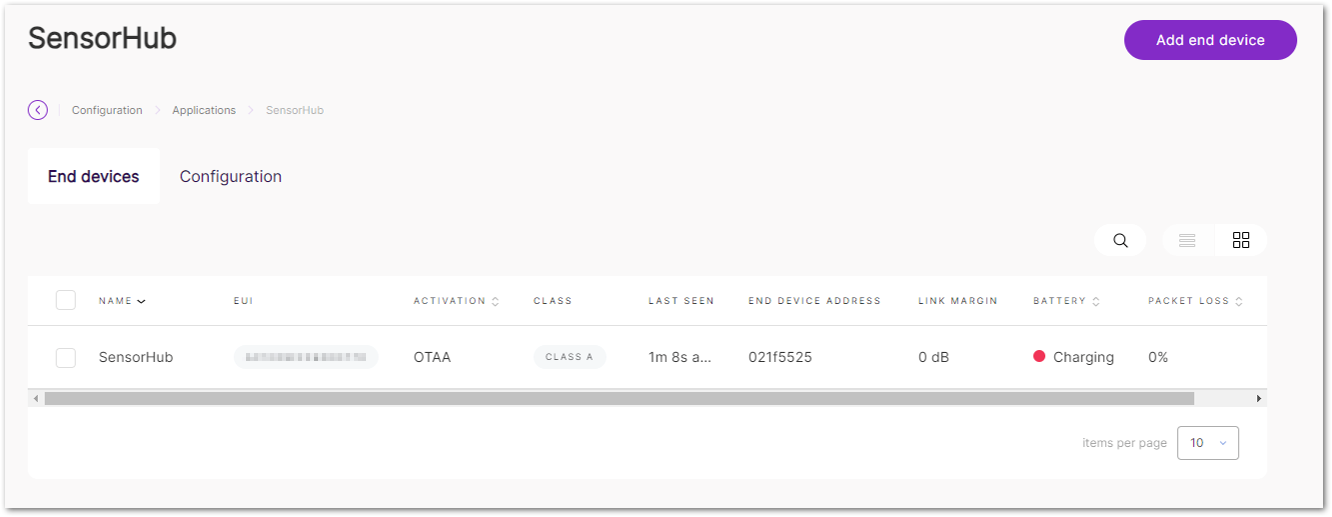 SensorHub
Add end device
Configuration Applications SensorHub
End devices Configuration
NAME EUI ACTIVATION CLASS LAST SEEN END DEVICE ADDRESS LINK MARGIN BATTERY PACKET LOSS
SensorHub OTAA CLASS A 1m 8s a... 021f5525 0 dB Charging 0%
items per page 10